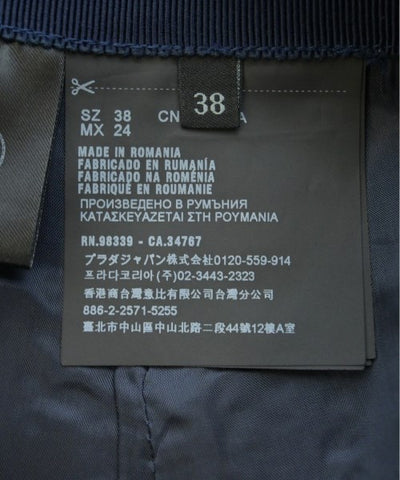 38
SZ 38 CN A
MX 24
MADE IN ROMANIA
FABRICADO EN RUMANÍA
FABRICADO NA ROMÉNIA
FABRIQUÉ EN ROUMANIE
ПРОИЗВЕДЕНО В РУМЪНИЯ
ΚΑΤΑΣΚΕΥΑΖΕΤΑΙ ΣΤΗ ΡΟΥΜΑΝΙΑ
RN.98339 - CA.34767
プラダジャパン株式会社0120-559-914
프라다코리아(주)02-3443-2323
香港商台灣意比有限公司台灣分公司
886-2-2571-5255
臺北市中山區中山北路二段44號12樓A室